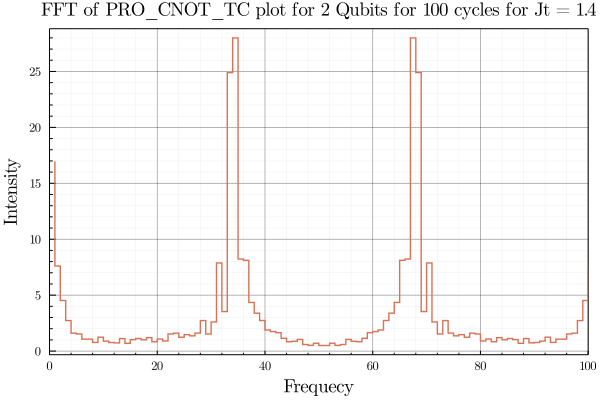 FFT of PRO_CNOT_TC plot for 2 Qubits for 100 cycles for Jt = 1.4
Intensity
25
20
15
10
5
0
0 20 40 60 80 100
Frequecy